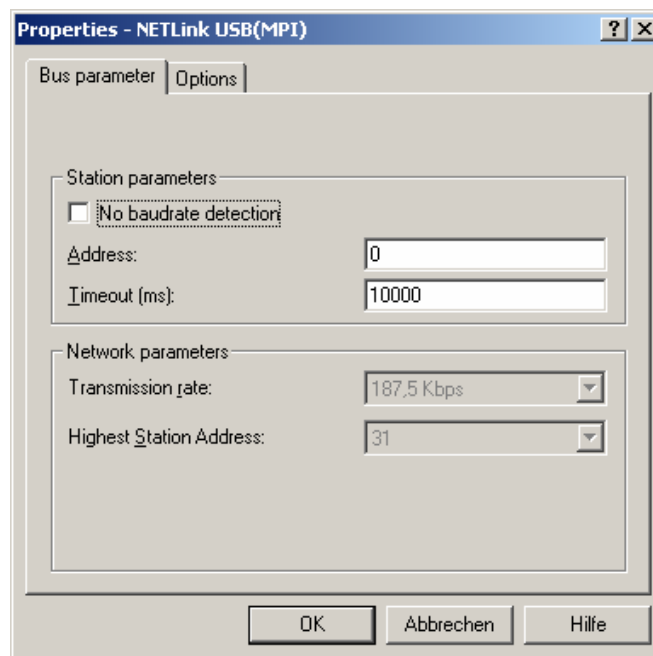 Properties - NETLink USB(MPI)
Bus parameter Options
Station parameters
No baudrate detection
Address: 0
Timeout (ms): 10000
Network parameters
Transmission rate: 187,5 Kbps
Highest Station Address: 31
OK Abbrechen Hilfe